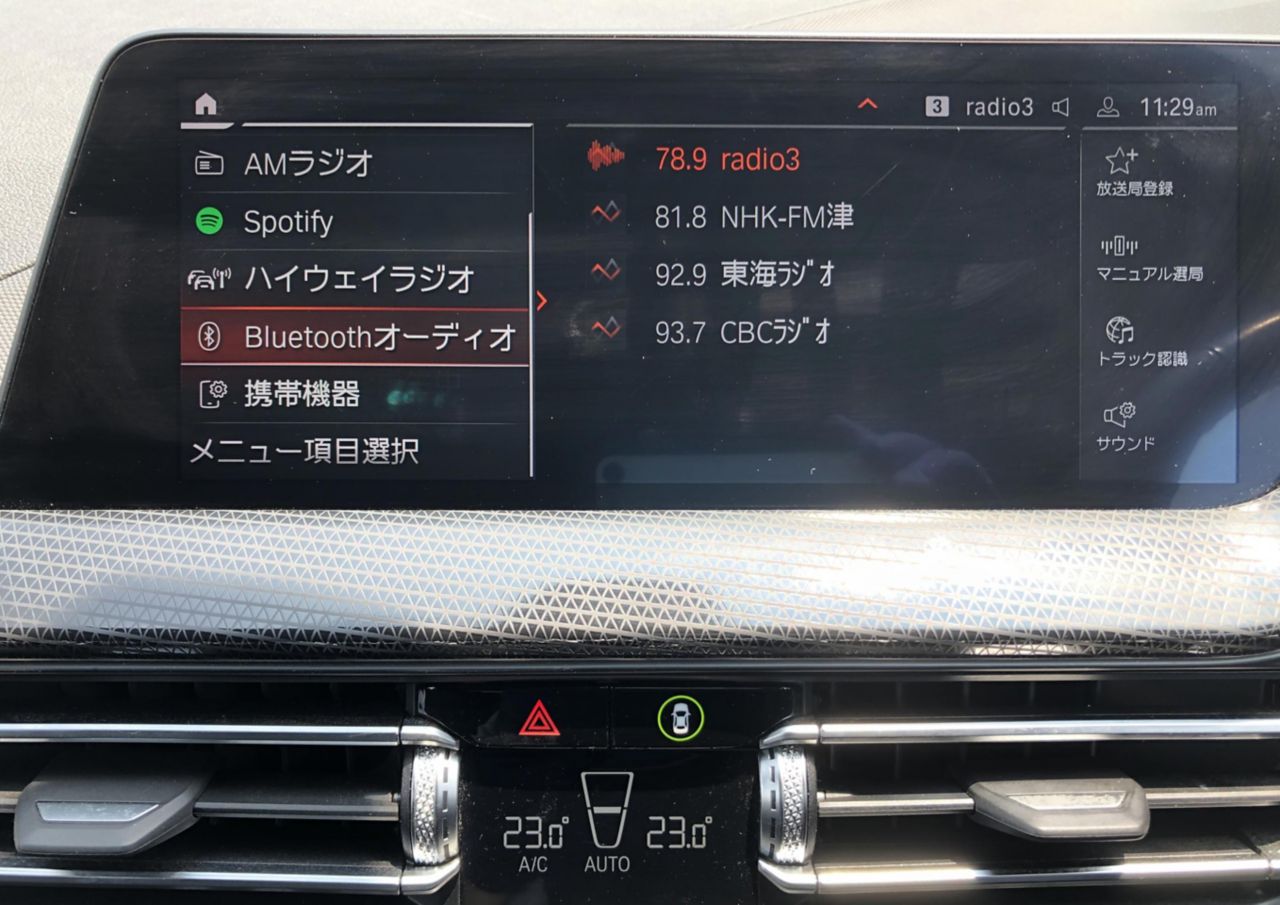 3 radio3 11:29am
AMラジオ
Spotify
ハイウェイラジオ
Bluetoothオーディオ
携帯機器
メニュー項目選択
78.9 radio3
81.8 NHK-FM津
92.9 東海ラジオ
93.7 CBCラジオ
放送局登録
マニュアル選局
トラック認識
サウンド
23.0° 23.0°
A/C AUTO